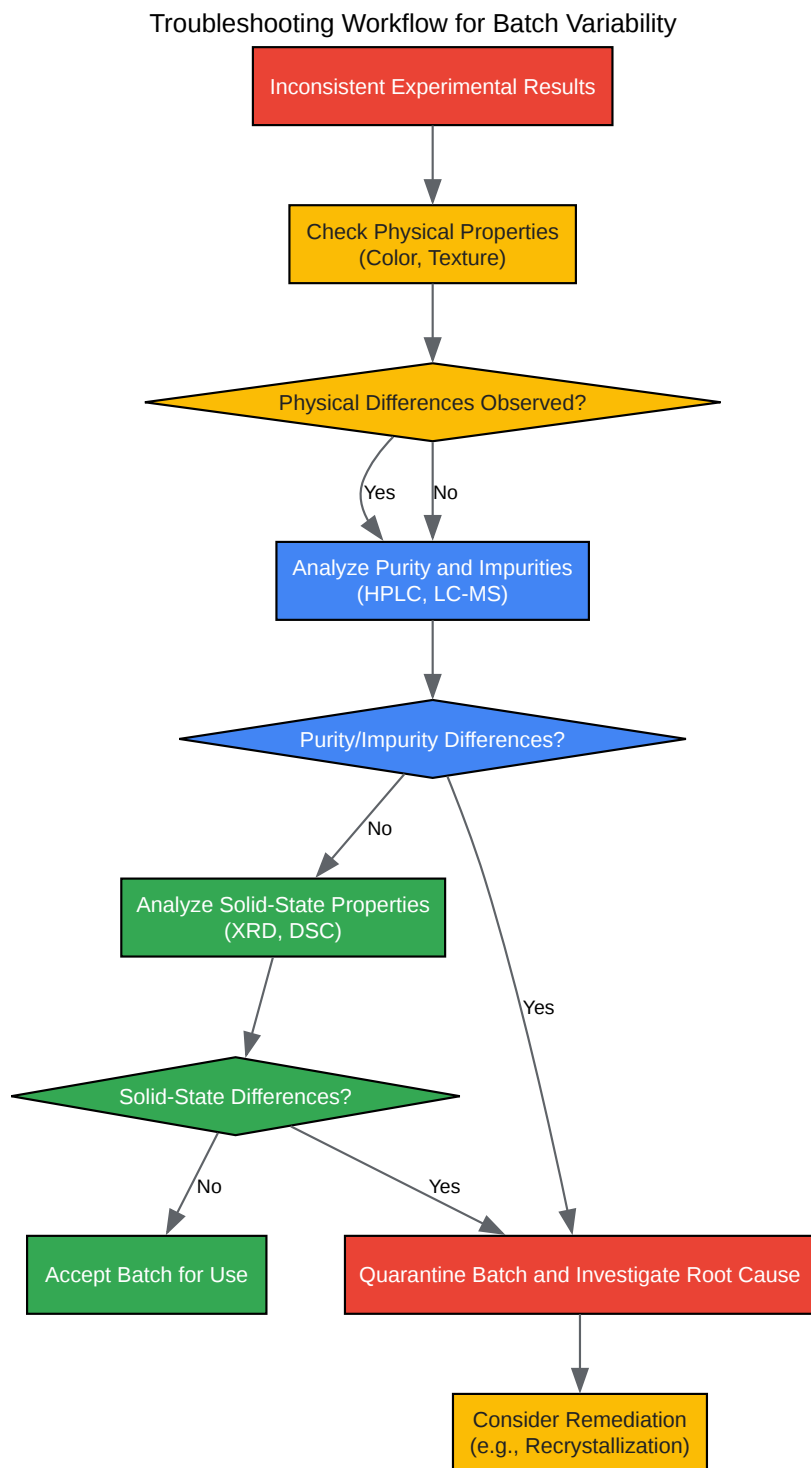 Troubleshooting Workflow for Batch Variability
Inconsistent Experimental Results
Check Physical Properties
(Color, Texture)
Physical Differences Observed?
Yes
No
Analyze Purity and Impurities
(HPLC, LC-MS)
Purity/Impurity Differences?
No
Analyze Solid-State Properties
(XRD, DSC)
Yes
Solid-State Differences?
No
Yes
Accept Batch for Use
Quarantine Batch and Investigate Root Cause
Consider Remediation
(e.g., Recrystallization)